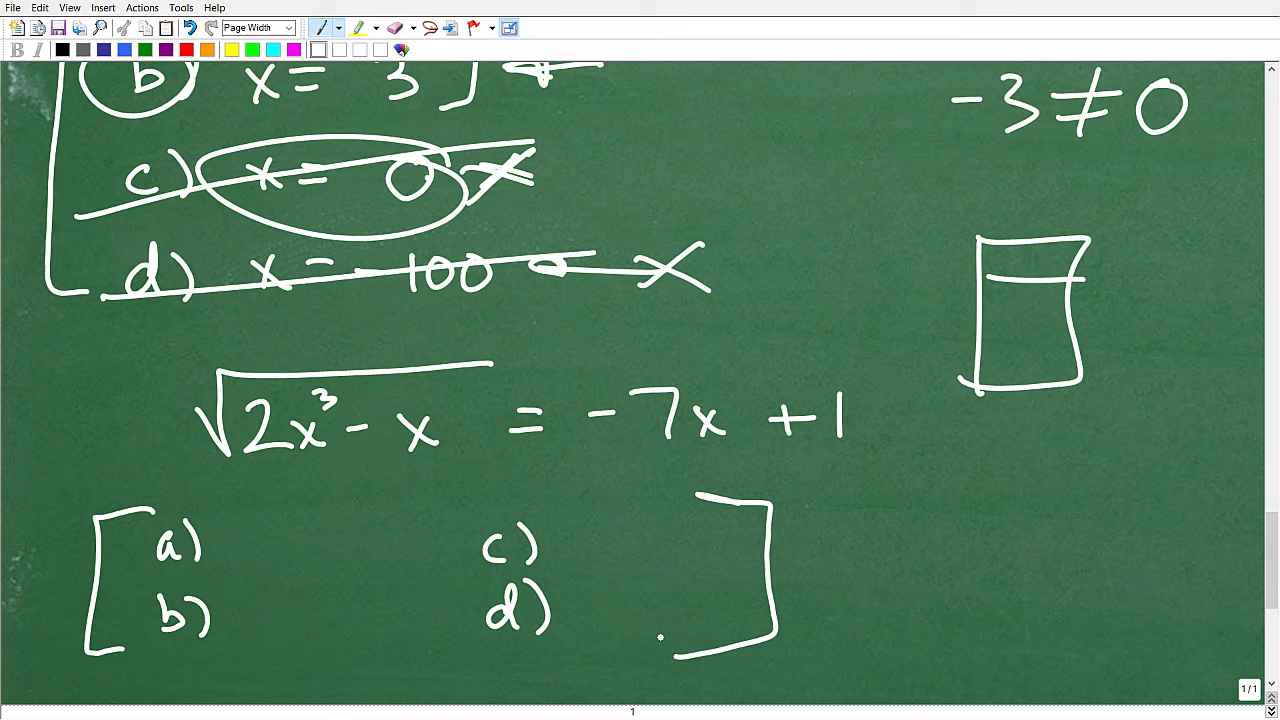 File Edit View Insert Actions Tools Help
Page Width
B I
b) x = 3
-3 ≠ 0
c) x = 0
d) x = -100
√(2x³ - x) = -7x + 1
a) c)
b) d)
1/1
1